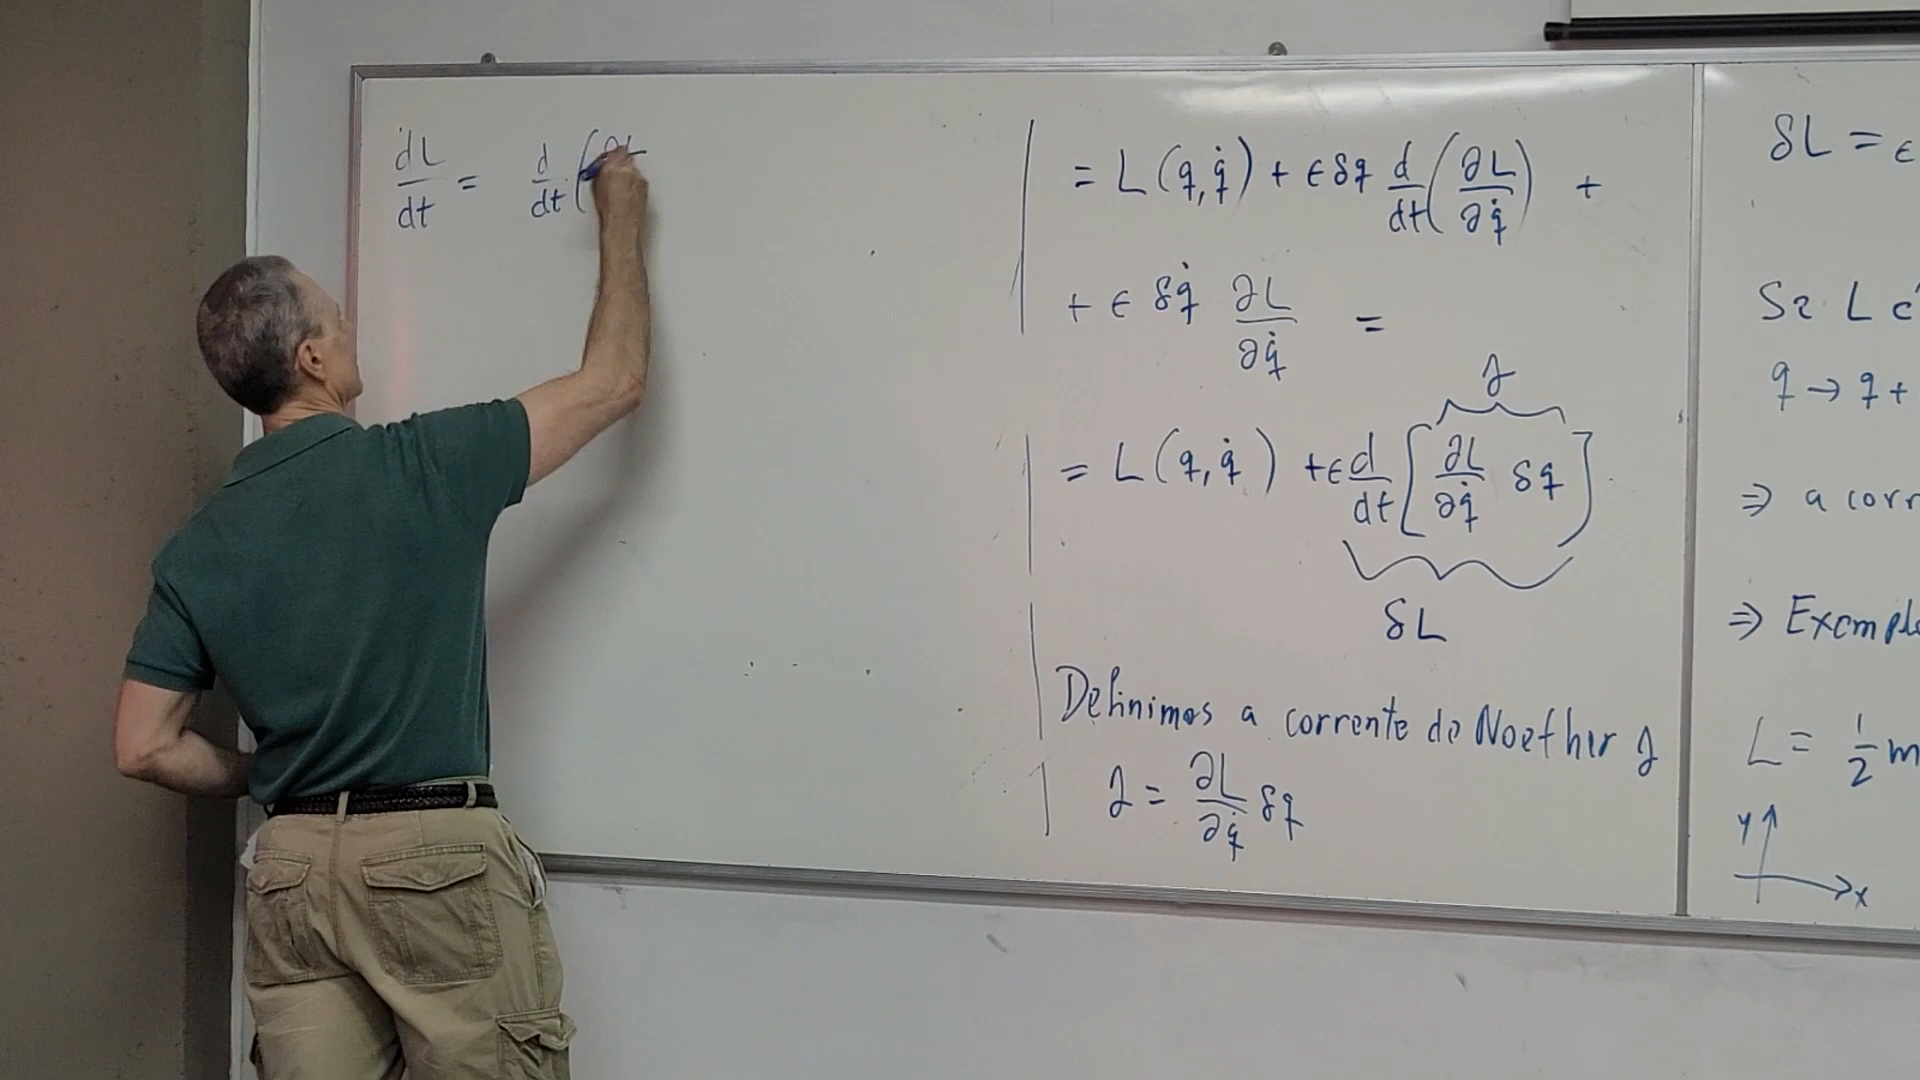 dL/dt = d/dt (∂L
= L(q, q̇) + ϵ δq d/dt (∂L/∂q̇) +
+ ϵ δq̇ ∂L/∂q̇ =
J
= L(q, q̇) + ϵ d/dt [∂L/∂q̇ δq]
δL
Definimos a corrente de Noether J
J = ∂L/∂q̇ δq
δL = ϵ
Se L
q → q +
⇒ a corr
⇒ Exemplo
L = 1/2 m
y
x